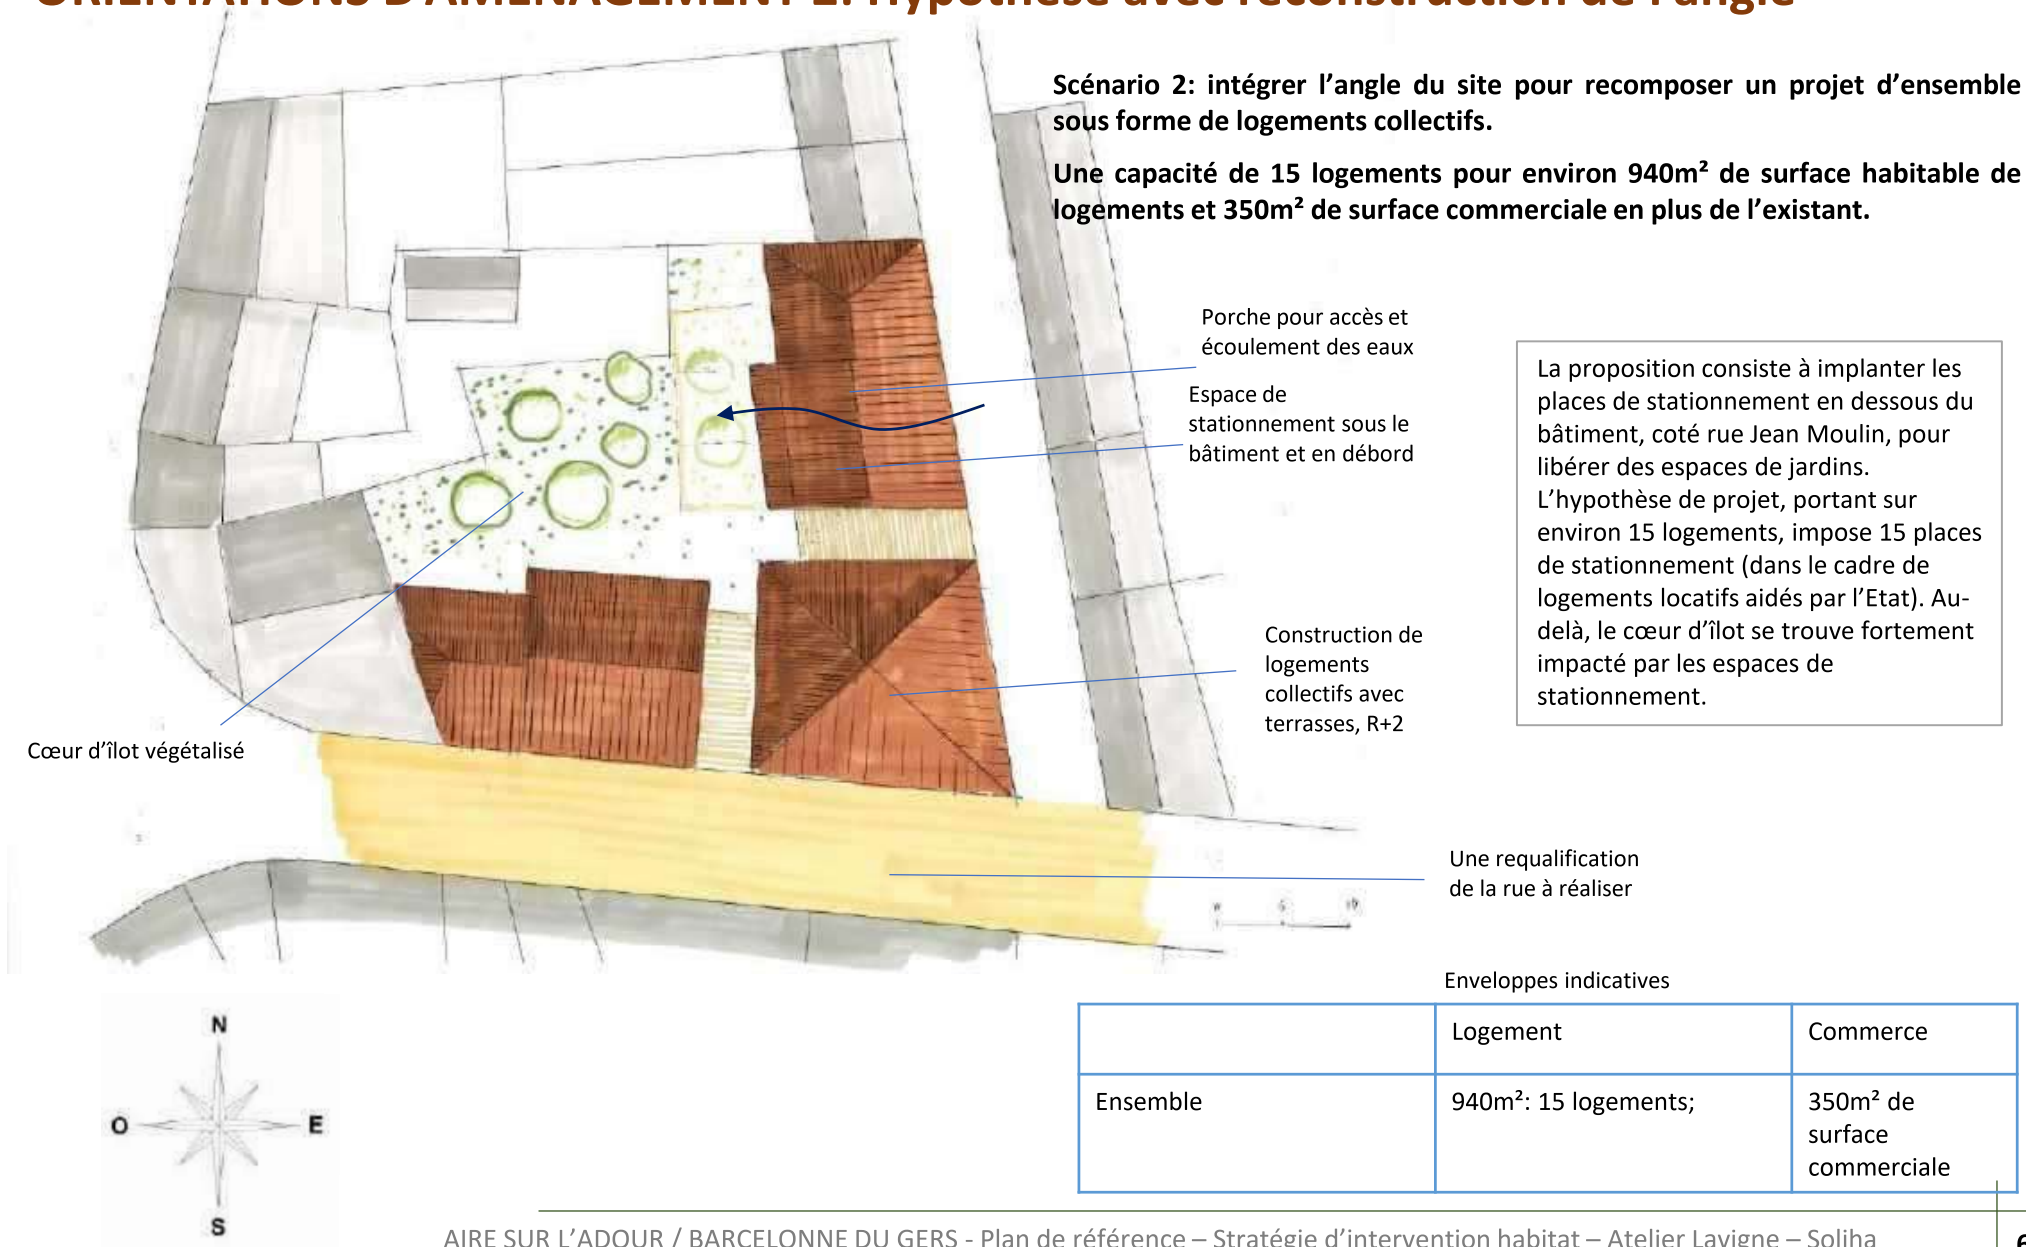 ORIENTATIONS D'AMENAGEMENT 2: Hypothèse avec reconstruction de l'angle
Scénario 2: intégrer l'angle du site pour recomposer un projet d'ensemble
sous forme de logements collectifs.
Une capacité de 15 logements pour environ 940m² de surface habitable de
logements et 350m² de surface commerciale en plus de l'existant.
Porche pour accès et
écoulement des eaux
Espace de
stationnement sous le
bâtiment et en débord
La proposition consiste à implanter les
places de stationnement en dessous du
bâtiment, coté rue Jean Moulin, pour
libérer des espaces de jardins.
L'hypothèse de projet, portant sur
environ 15 logements, impose 15 places
de stationnement (dans le cadre de
logements locatifs aidés par l'Etat). Au-
delà, le cœur d'îlot se trouve fortement
impacté par les espaces de
stationnement.
Construction de
logements
collectifs avec
terrasses, R+2
Cœur d'îlot végétalisé
Une requalification
de la rue à réaliser
Enveloppes indicatives
Logement
Commerce
Ensemble
940m²: 15 logements;
350m² de
surface
commerciale
N
O
E
S
AIRE SUR L'ADOUR / BARCELONNE DU GERS - Plan de référence – Stratégie d'intervention habitat – Atelier Lavigne – Soliha